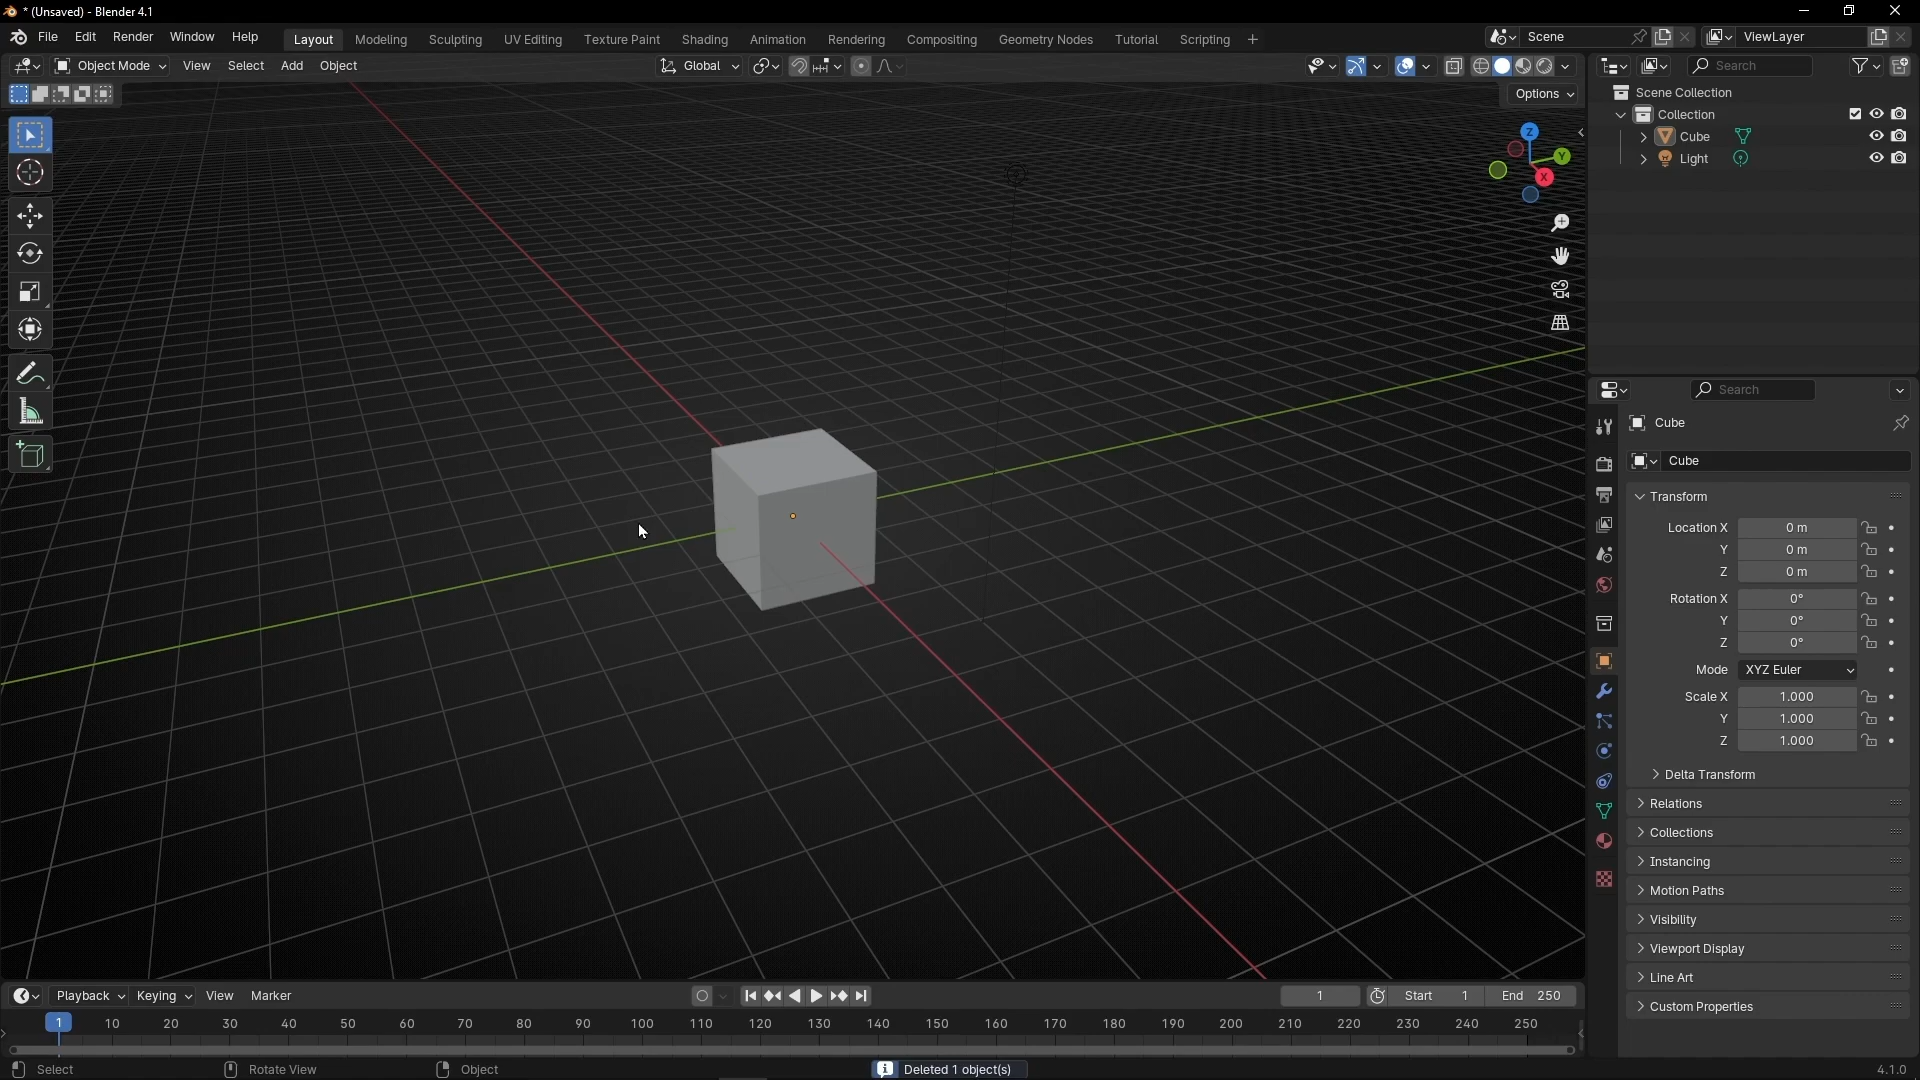 * (Unsaved) - Blender 4.1
File Edit Render Window Help Layout Modeling Sculpting UV Editing Texture Paint Shading Animation Rendering Compositing Geometry Nodes Tutorial Scripting + Scene ViewLayer
Object Mode View Select Add Object Global
Options
Z
Y
X
Search
Scene Collection
Collection
Cube
Light
Search
Cube
Cube
Transform
Location X 0 m
Y 0 m
Z 0 m
Rotation X 0°
Y 0°
Z 0°
Mode XYZ Euler
Scale X 1.000
Y 1.000
Z 1.000
Delta Transform
Relations
Collections
Instancing
Motion Paths
Visibility
Viewport Display
Line Art
Custom Properties
Playback Keying View Marker 1 Start 1 End 250
1 10 20 30 40 50 60 70 80 90 100 110 120 130 140 150 160 170 180 190 200 210 220 230 240 250
Select Rotate View Object Deleted 1 object(s) 4.1.0